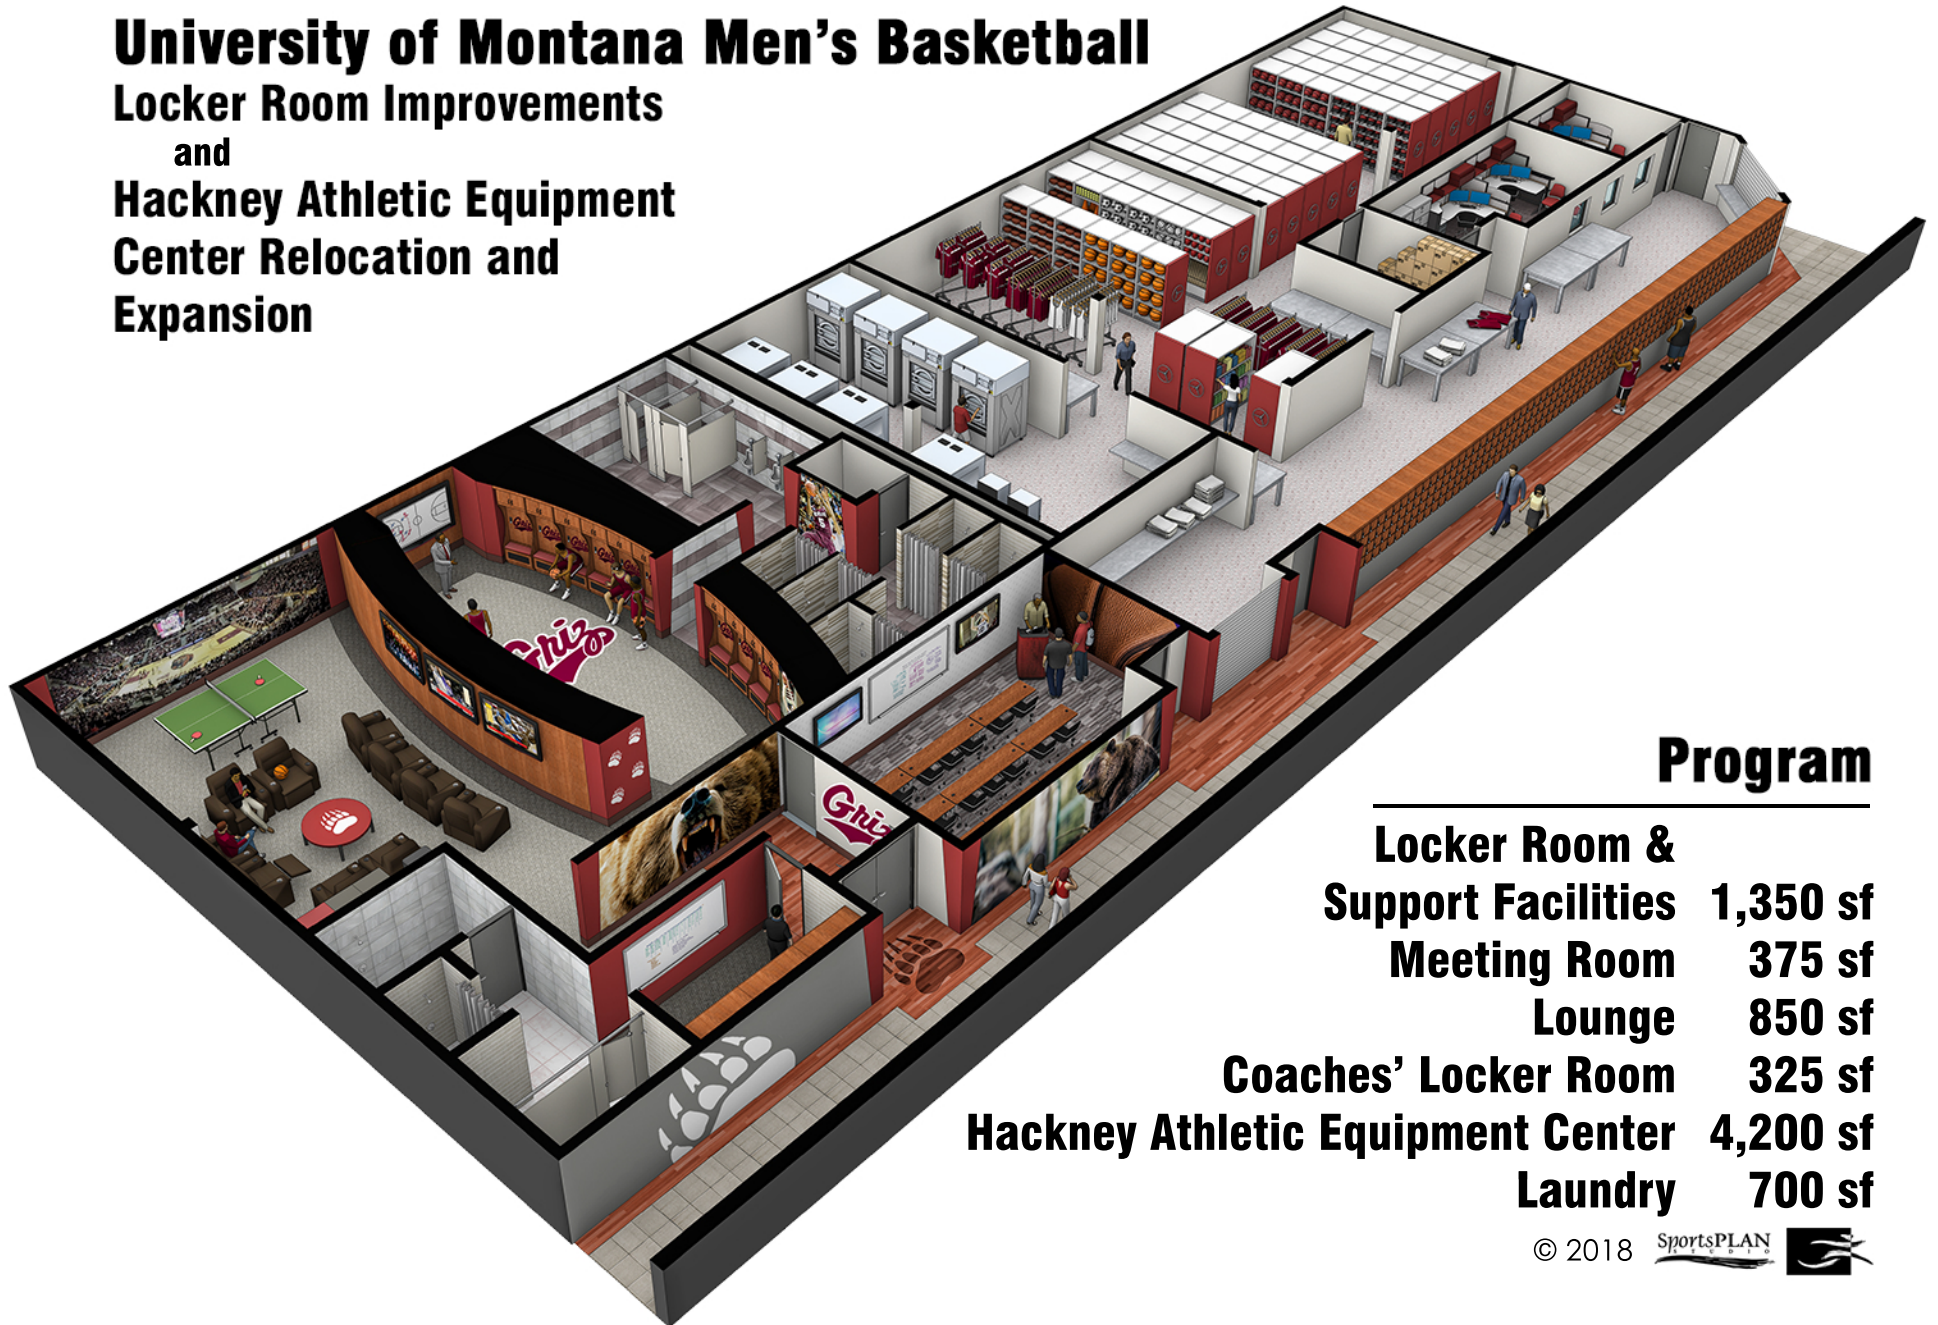 University of Montana Men's Basketball
Locker Room Improvements
and
Hackney Athletic Equipment
Center Relocation and
Expansion
Griz
Griz
Program
Locker Room &
Support Facilities 1,350 sf
Meeting Room 375 sf
Lounge 850 sf
Coaches' Locker Room 325 sf
Hackney Athletic Equipment Center 4,200 sf
Laundry 700 sf
© 2018 SportsPLAN
STUDIO